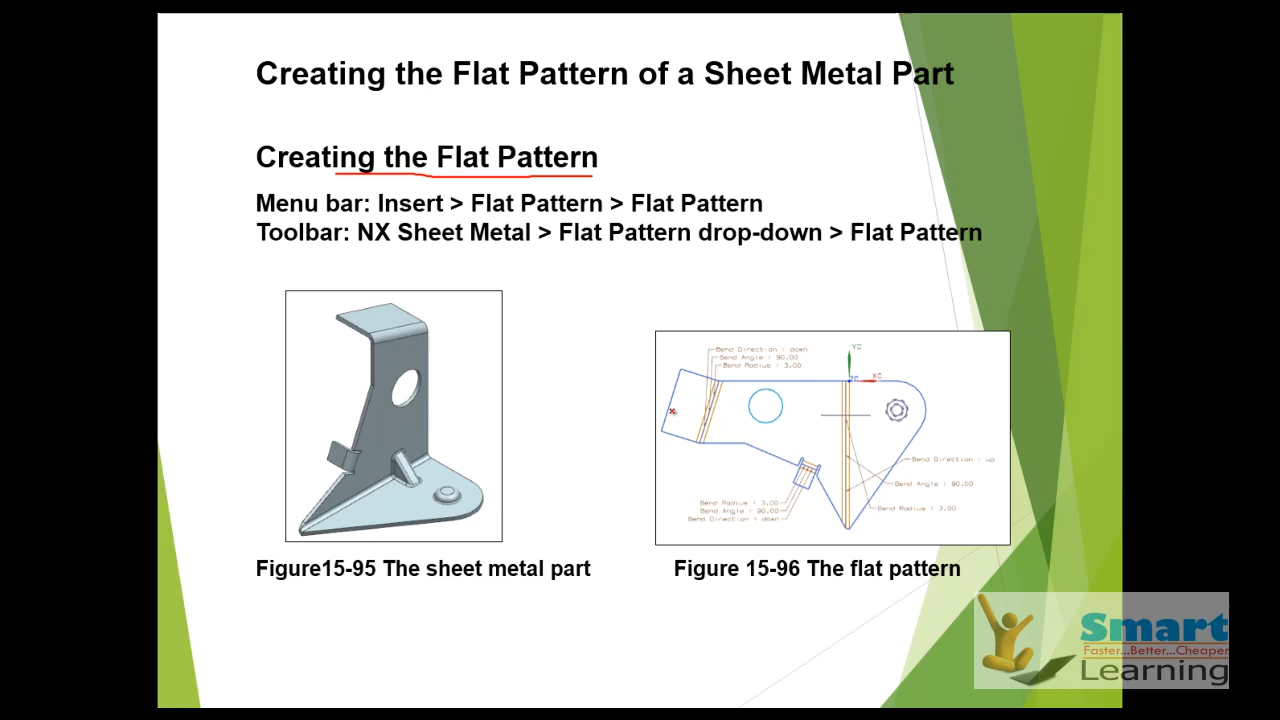 Creating the Flat Pattern of a Sheet Metal Part
Creating the Flat Pattern
Menu bar: Insert > Flat Pattern > Flat Pattern
Toolbar: NX Sheet Metal > Flat Pattern drop-down > Flat Pattern
Bend Direction : down
Bend Angle : 90.00
Bend Radius : 3.00
YC
ZC
XC
Bend Direction : up
Bend Angle : 90.00
Bend Radius : 3.00
Bend Radius : 3.00
Bend Angle : 90.00
Bend Direction : down
Figure15-95 The sheet metal part
Figure 15-96 The flat pattern
Smart
Faster...Better...Cheaper
Learning